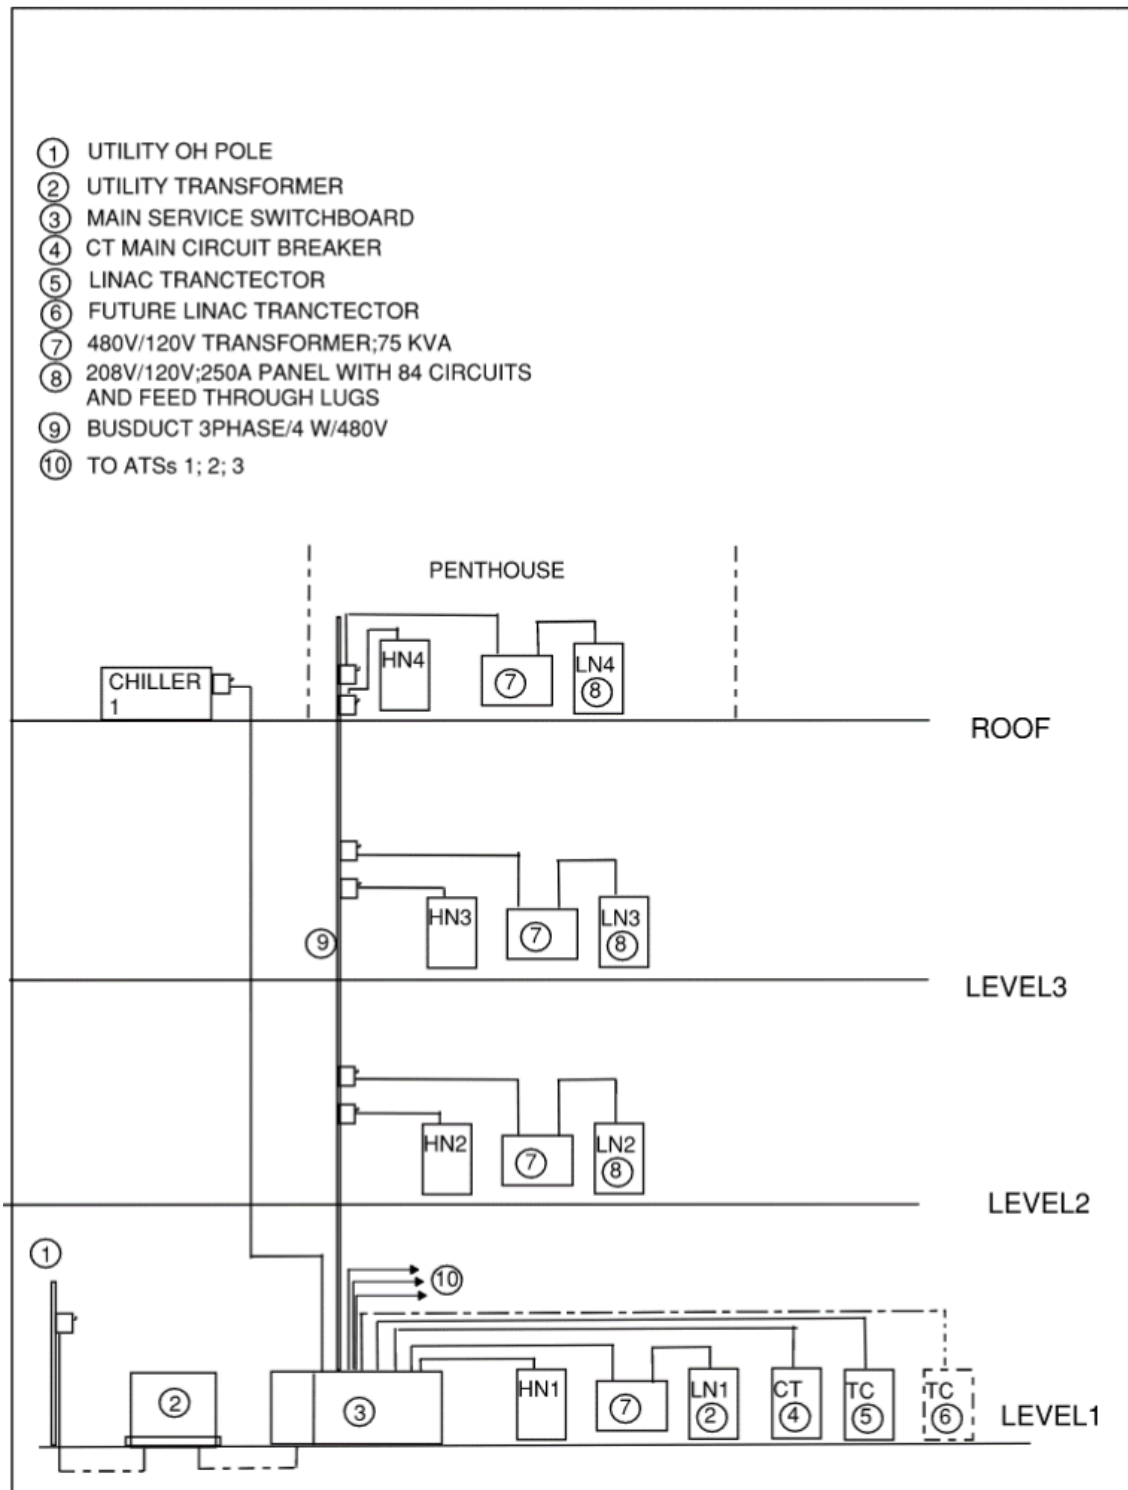 1 UTILITY OH POLE
2 UTILITY TRANSFORMER
3 MAIN SERVICE SWITCHBOARD
4 CT MAIN CIRCUIT BREAKER
5 LINAC TRANCTECTOR
6 FUTURE LINAC TRANCTECTOR
7 480V/120V TRANSFORMER;75 KVA
8 208V/120V;250A PANEL WITH 84 CIRCUITS
AND FEED THROUGH LUGS
9 BUSDUCT 3PHASE/4 W/480V
10 TO ATSs 1; 2; 3
PENTHOUSE
CHILLER
1
HN4
7
LN4
8
ROOF
9
HN3
7
LN3
8
LEVEL3
HN2
7
LN2
8
LEVEL2
1
10
2
3
HN1
7
LN1
2
CT
4
TC
5
TC
6
LEVEL1